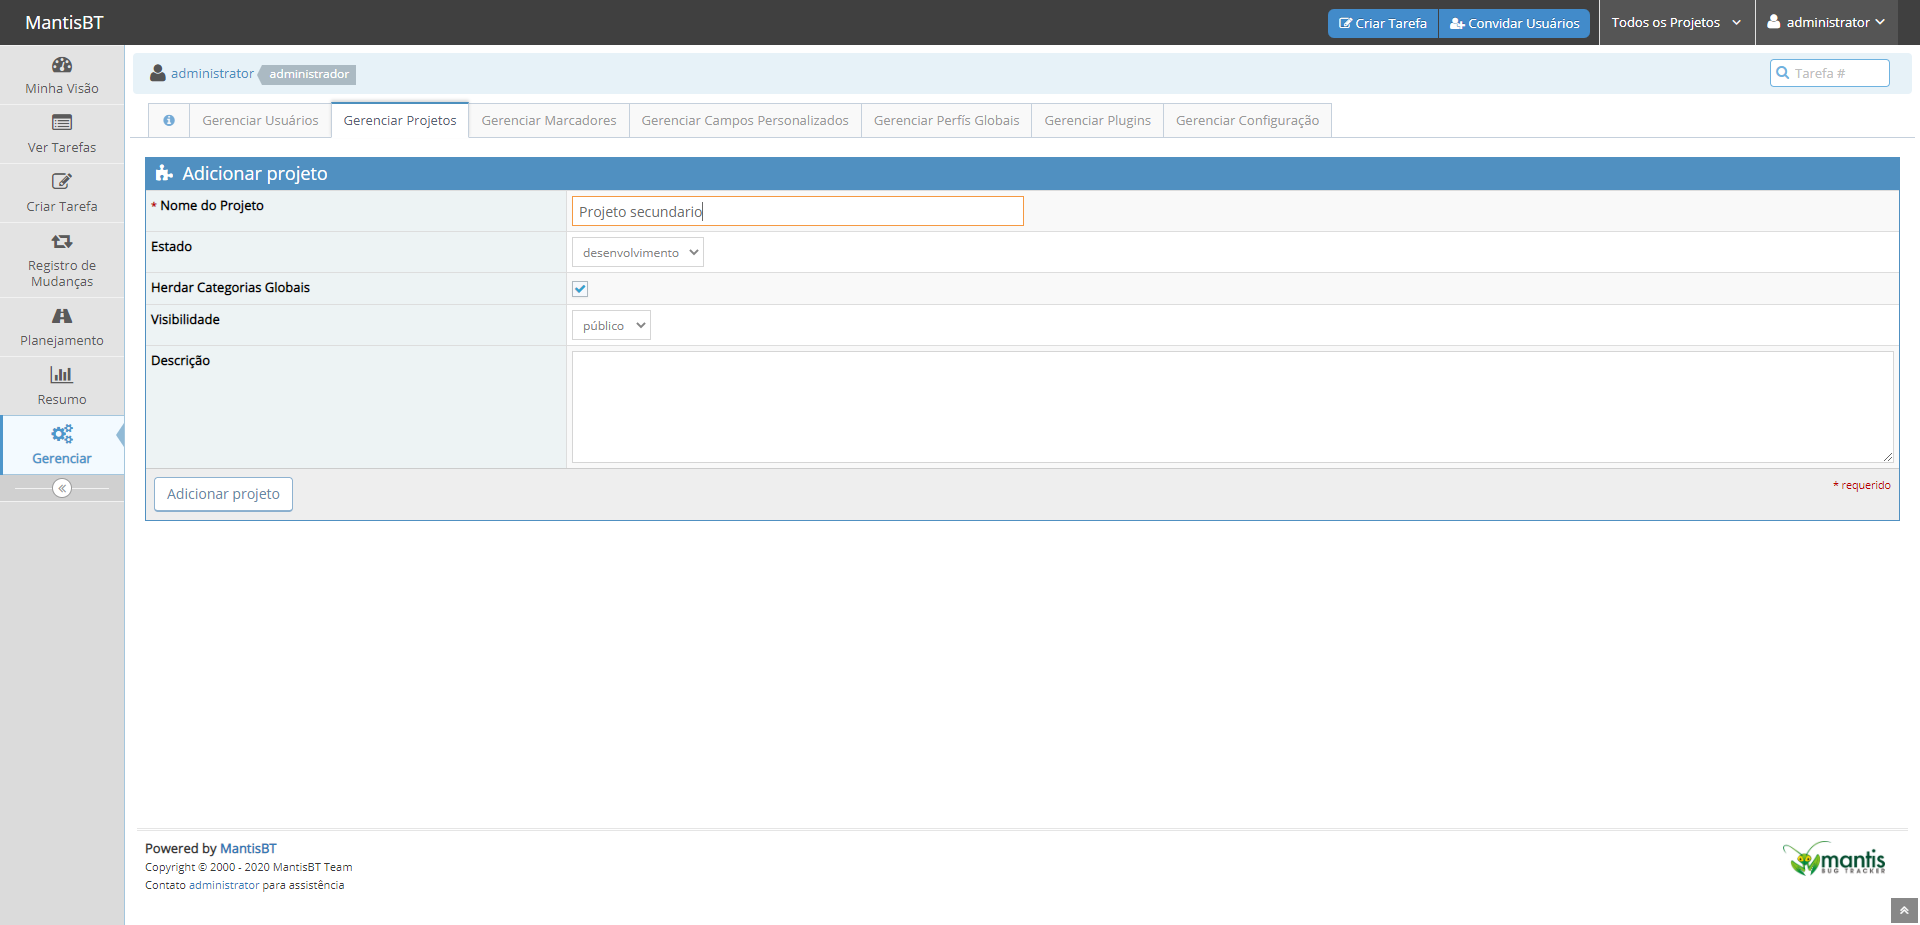 MantisBT
Criar Tarefa
Convidar Usuários
Todos os Projetos
administrator
Minha Visão
Ver Tarefas
Criar Tarefa
Registro de
Mudanças
Planejamento
Resumo
Gerenciar
administrator
administrador
Tarefa #
Gerenciar Usuários
Gerenciar Projetos
Gerenciar Marcadores
Gerenciar Campos Personalizados
Gerenciar Perfís Globais
Gerenciar Plugins
Gerenciar Configuração
Adicionar projeto
* Nome do Projeto
Projeto secundario
Estado
desenvolvimento
Herdar Categorias Globais
Visibilidade
público
Descrição
Adicionar projeto
* requerido
Powered by MantisBT
Copyright © 2000 - 2020 MantisBT Team
Contato administrator para assistência
mantis
BUG TRACKER